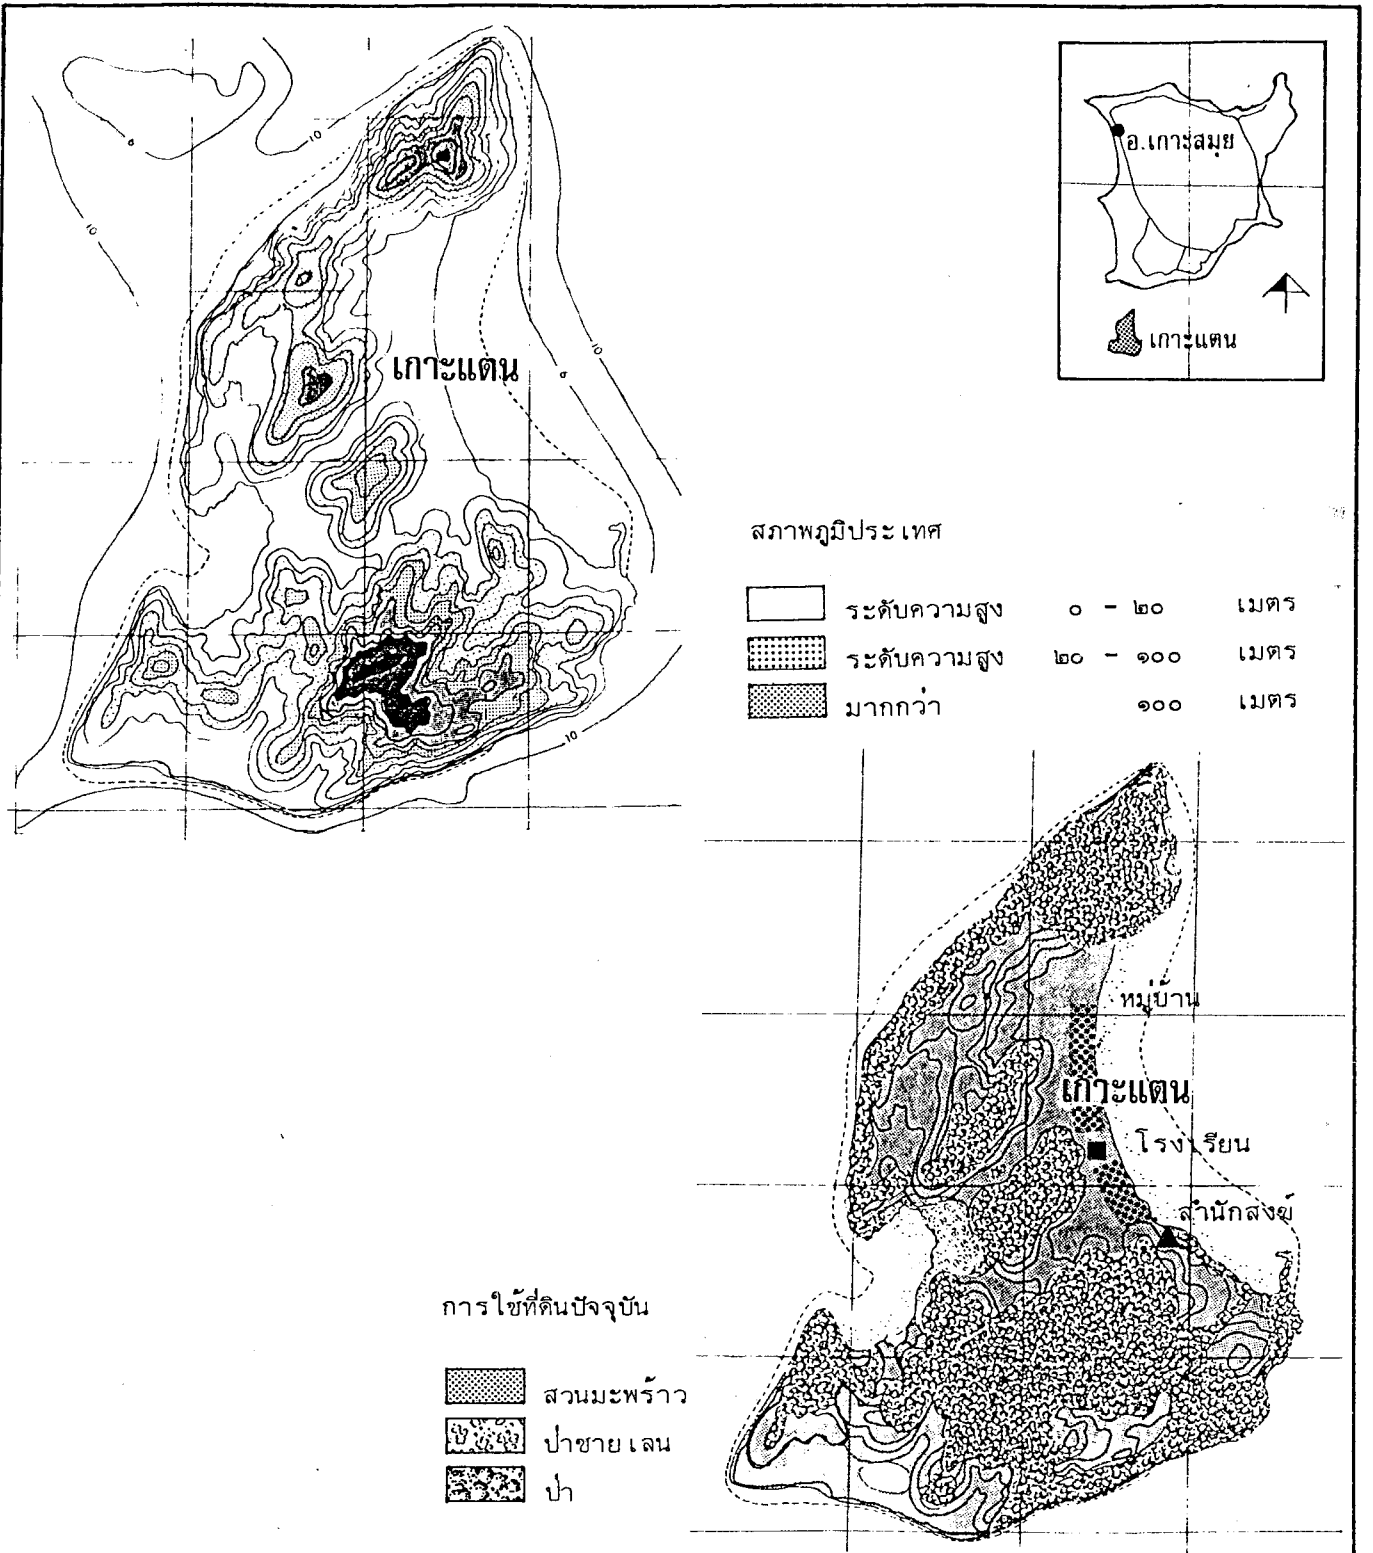 อ.เกาะสมุย
เกาะแตน
เกาะแตน
10
10
10
10
6
สภาพภูมิประเทศ
ระดับความสูง ๐ - ๒๐ เมตร
ระดับความสูง ๒๐ - ๑๐๐ เมตร
มากกว่า ๑๐๐ เมตร
หมู่บ้าน
เกาะแตน
โรงเรียน
สำนักสงฆ์
การใช้ที่ดินปัจจุบัน
สวนมะพร้าว
ป่าชายเลน
ป่า